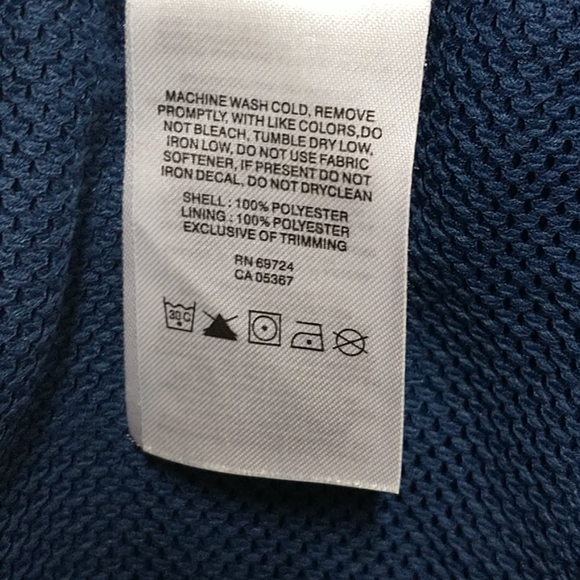 MACHINE WASH COLD, REMOVE
PROMPTLY, WITH LIKE COLORS,DO
NOT BLEACH, TUMBLE DRY LOW,
IRON LOW, DO NOT USE FABRIC
SOFTENER, IF PRESENT DO NOT
IRON DECAL, DO NOT DRYCLEAN
SHELL : 100% POLYESTER
LINING : 100% POLYESTER
EXCLUSIVE OF TRIMMING
RN 69724
CA 05367
30 C